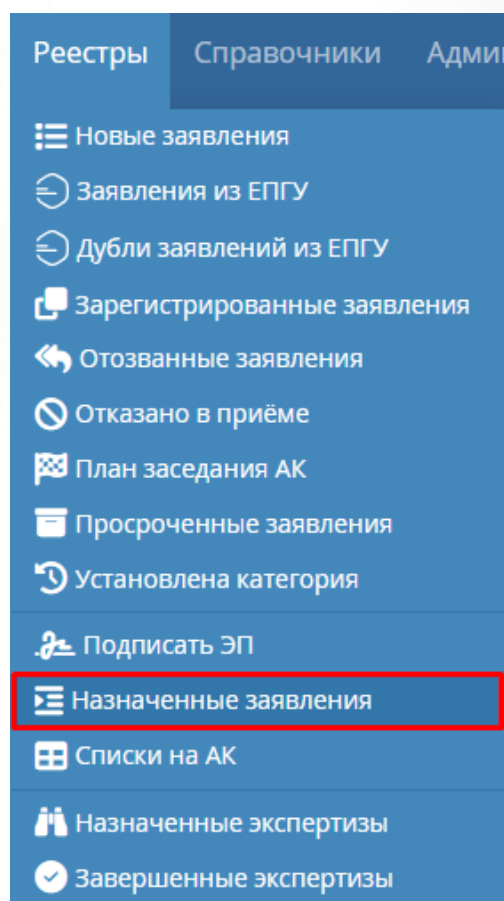 Реестры Справочники
Новые заявления
Заявления из ЕПГУ
Дубли заявлений из ЕПГУ
Зарегистрированные заявления
Отозванные заявления
Отказано в приёме
План заседания АК
Просроченные заявления
Установлена категория
Подписать ЭП
Назначенные заявления
Списки на АК
Назначенные экспертизы
Завершенные экспертизы